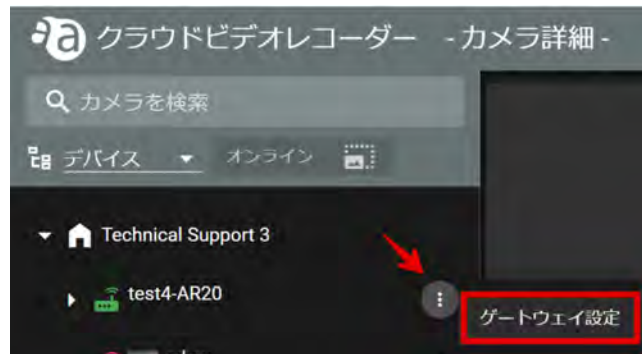 クラウドビデオレコーダー -カメラ詳細-
カメラを検索
デバイス オンライン
Technical Support 3
test4-AR20
ゲートウェイ設定